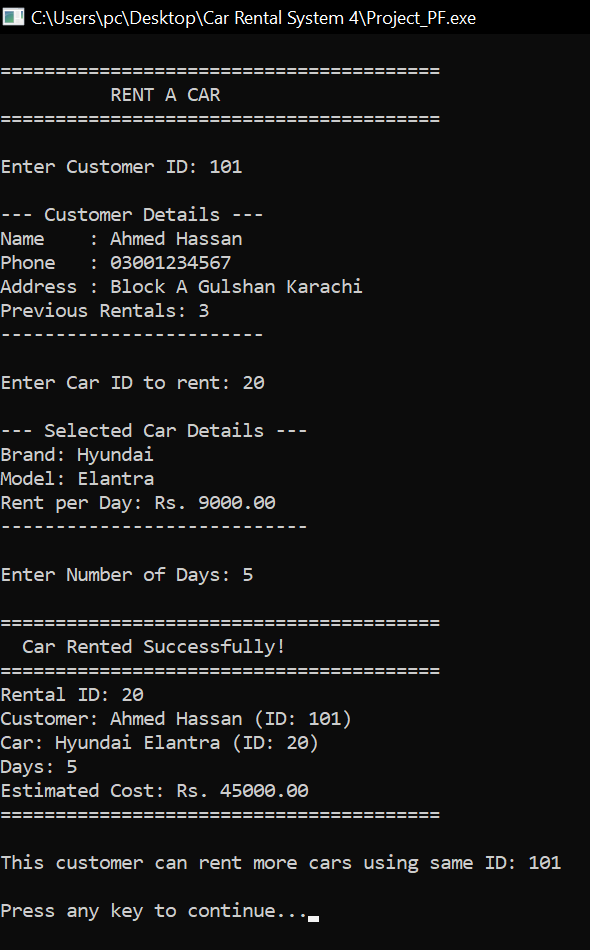 C:\Users\pc\Desktop\Car Rental System 4\Project_PF.exe
========================================
          RENT A CAR
========================================
Enter Customer ID: 101
--- Customer Details ---
Name    : Ahmed Hassan
Phone   : 03001234567
Address : Block A Gulshan Karachi
Previous Rentals: 3
------------------------
Enter Car ID to rent: 20
--- Selected Car Details ---
Brand: Hyundai
Model: Elantra
Rent per Day: Rs. 9000.00
----------------------------
Enter Number of Days: 5
========================================
  Car Rented Successfully!
========================================
Rental ID: 20
Customer: Ahmed Hassan (ID: 101)
Car: Hyundai Elantra (ID: 20)
Days: 5
Estimated Cost: Rs. 45000.00
========================================
This customer can rent more cars using same ID: 101
Press any key to continue...